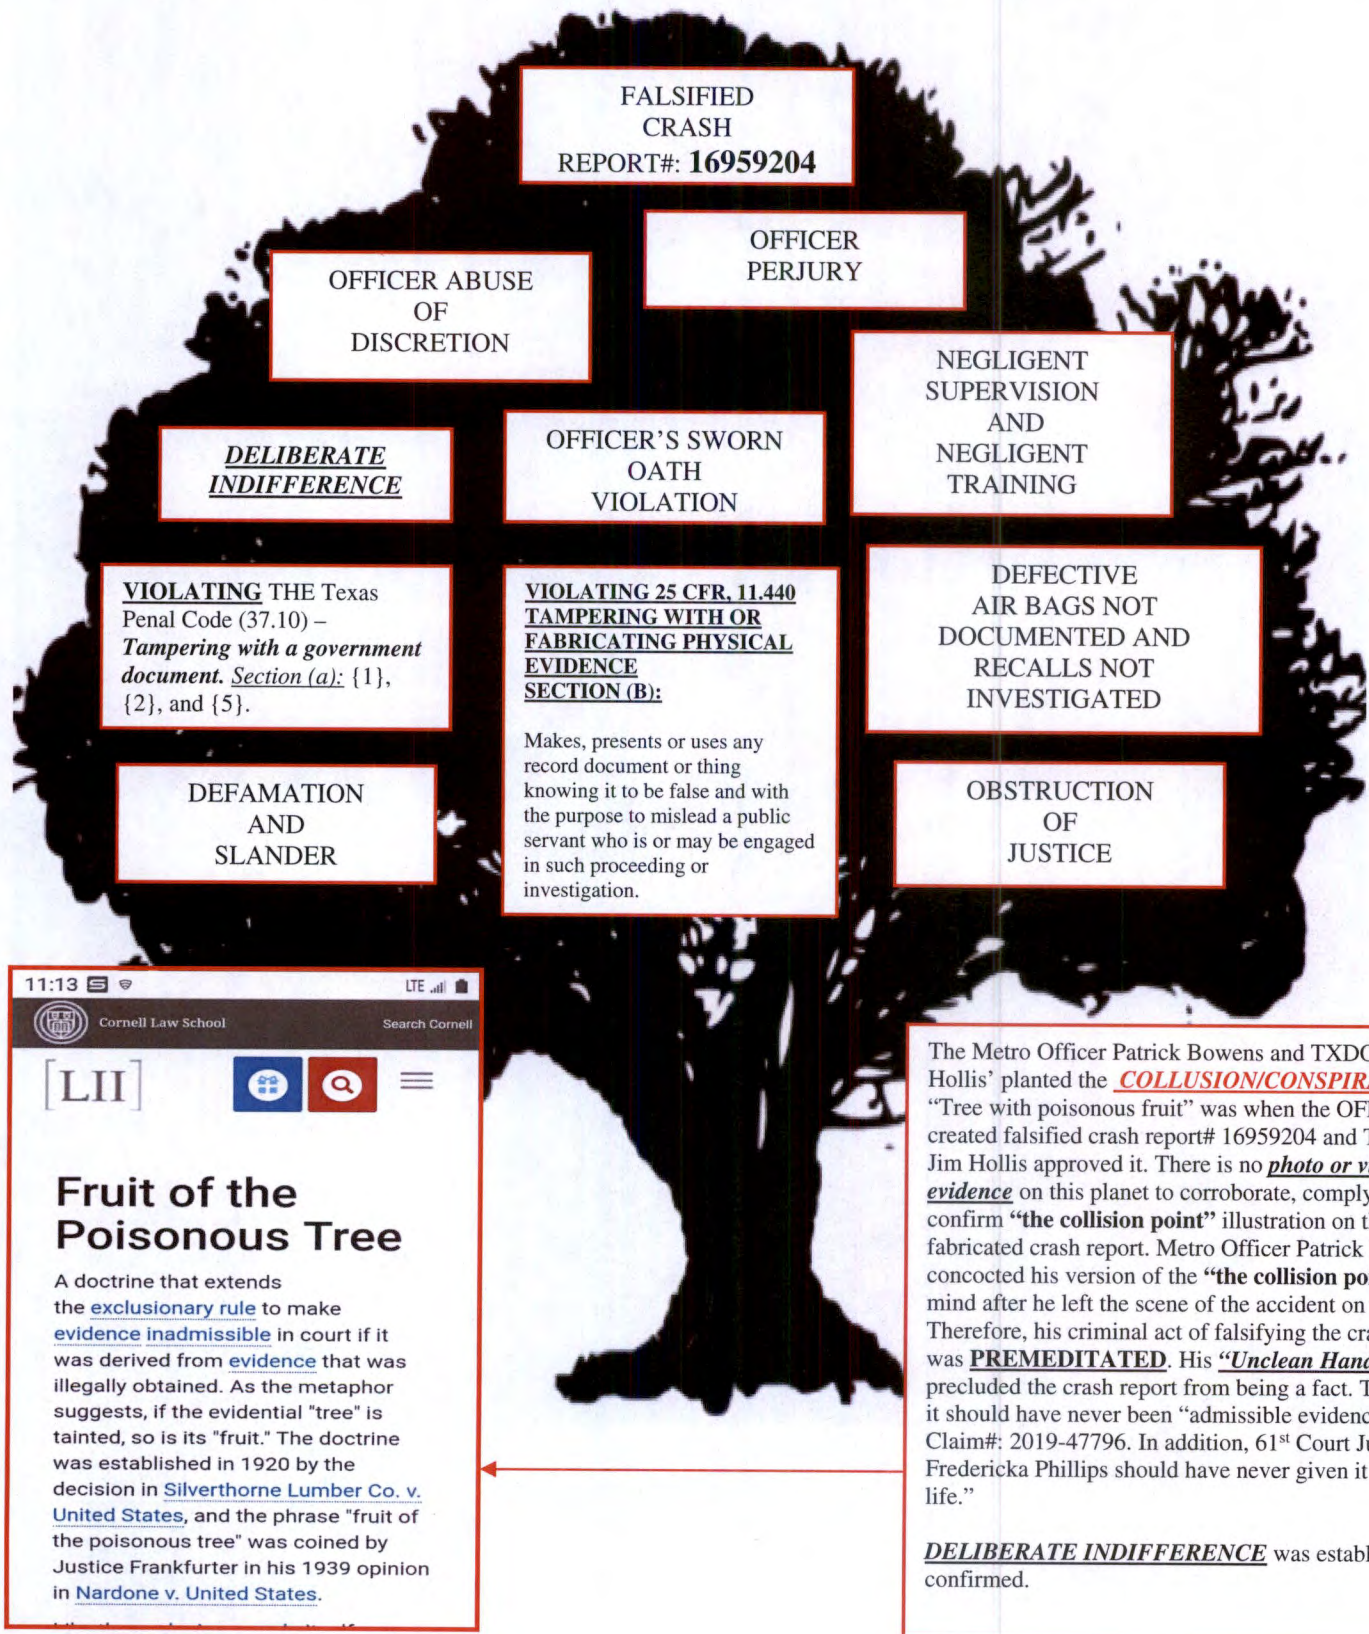 FALSIFIED
CRASH
REPORT#: 16959204
OFFICER
PERJURY
OFFICER ABUSE
OF
DISCRETION
NEGLIGENT
SUPERVISION
AND
NEGLIGENT
TRAINING
DELIBERATE
INDIFFERENCE
OFFICER'S SWORN
OATH
VIOLATION
VIOLATING THE Texas
Penal Code (37.10) –
Tampering with a government
document. Section (a): {1},
{2}, and {5}.
VIOLATING 25 CFR, 11.440
TAMPERING WITH OR
FABRICATING PHYSICAL
EVIDENCE
SECTION (B):
Makes, presents or uses any
record document or thing
knowing it to be false and with
the purpose to mislead a public
servant who is or may be engaged
in such proceeding or
investigation.
DEFECTIVE
AIR BAGS NOT
DOCUMENTED AND
RECALLS NOT
INVESTIGATED
DEFAMATION
AND
SLANDER
OBSTRUCTION
OF
JUSTICE
11:13 LTE
Cornell Law School Search Cornell
[LII]
Fruit of the
Poisonous Tree
A doctrine that extends
the exclusionary rule to make
evidence inadmissible in court if it
was derived from evidence that was
illegally obtained. As the metaphor
suggests, if the evidential "tree" is
tainted, so is its "fruit." The doctrine
was established in 1920 by the
decision in Silverthorne Lumber Co. v.
United States, and the phrase "fruit of
the poisonous tree" was coined by
Justice Frankfurter in his 1939 opinion
in Nardone v. United States.
The Metro Officer Patrick Bowens and TXDO
Hollis' planted the COLLUSION/CONSPIRA
"Tree with poisonous fruit" was when the OFF
created falsified crash report# 16959204 and T
Jim Hollis approved it. There is no photo or v
evidence on this planet to corroborate, comply
confirm "the collision point" illustration on t
fabricated crash report. Metro Officer Patrick
concocted his version of the "the collision po
mind after he left the scene of the accident on
Therefore, his criminal act of falsifying the cra
was PREMEDITATED. His "Unclean Hand
precluded the crash report from being a fact. T
it should have never been "admissible evidenc
Claim#: 2019-47796. In addition, 61st Court Ju
Fredericka Phillips should have never given it
life."
DELIBERATE INDIFFERENCE was establ
confirmed.